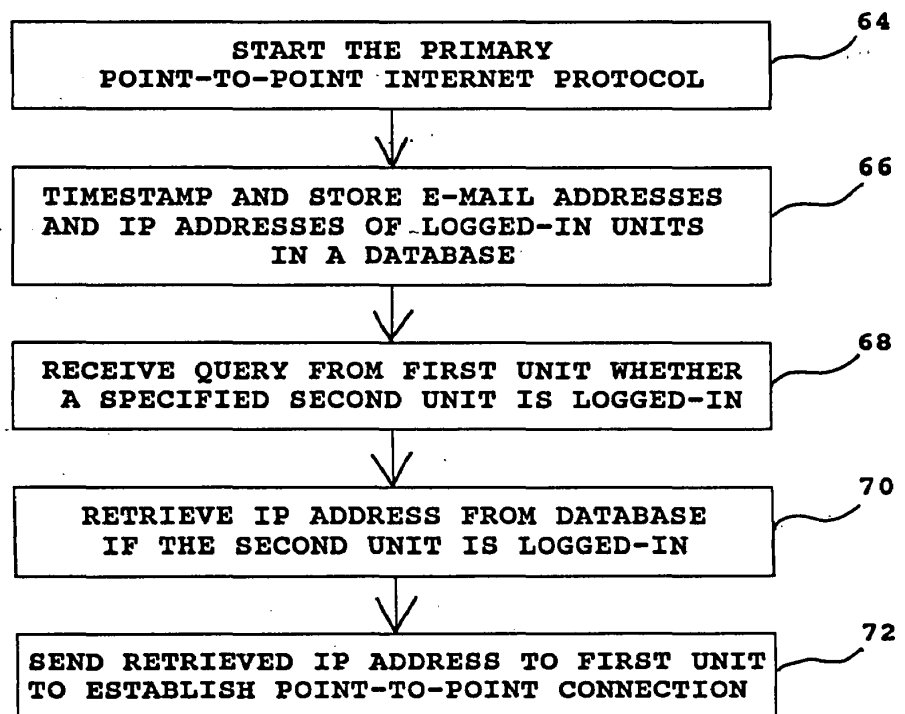 64
START THE PRIMARY
POINT-TO-POINT INTERNET PROTOCOL
66
TIMESTAMP AND STORE E-MAIL ADDRESSES
AND IP ADDRESSES OF LOGGED-IN UNITS
IN A DATABASE
68
RECEIVE QUERY FROM FIRST UNIT WHETHER
A SPECIFIED SECOND UNIT IS LOGGED-IN
70
RETRIEVE IP ADDRESS FROM DATABASE
IF THE SECOND UNIT IS LOGGED-IN
72
SEND RETRIEVED IP ADDRESS TO FIRST UNIT
TO ESTABLISH POINT-TO-POINT CONNECTION